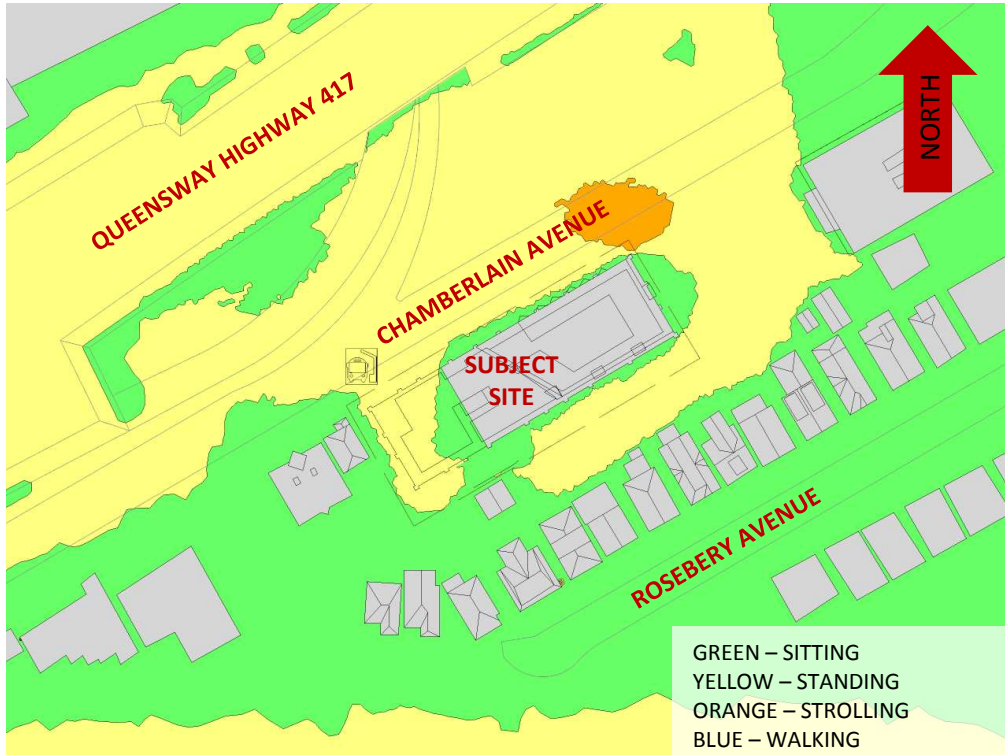 NORTH
QUEENSWAY HIGHWAY 417
CHAMBERLAIN AVENUE
SUBJECT
SITE
ROSEBERY AVENUE
GREEN – SITTING
YELLOW – STANDING
ORANGE – STROLLING
BLUE – WALKING